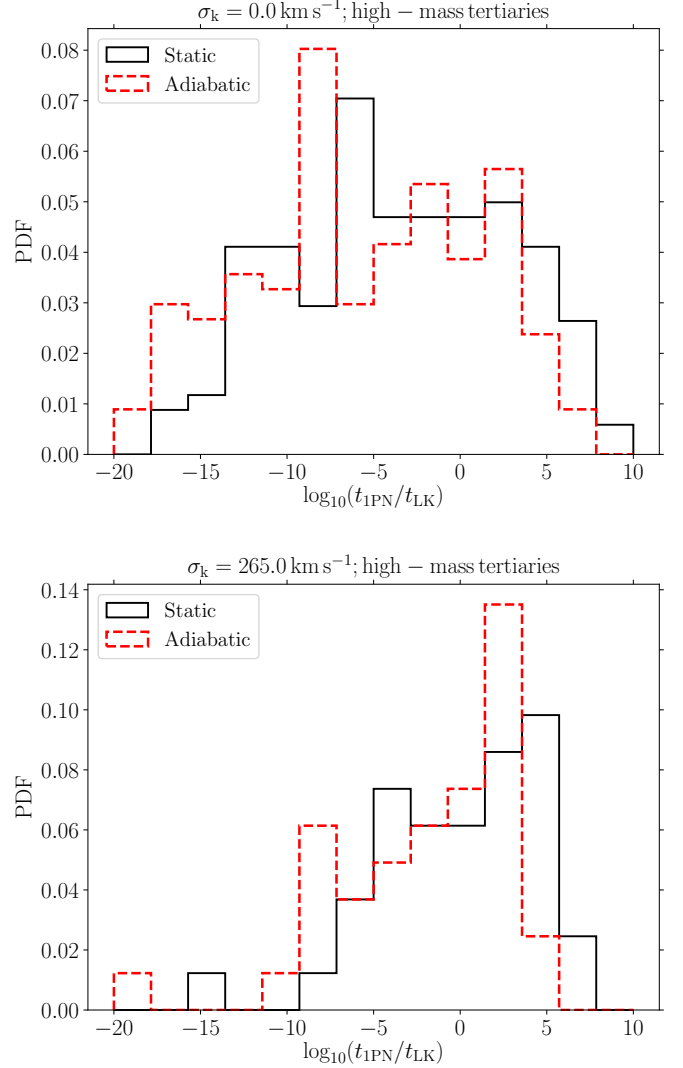 σₖ = 0.0 km s⁻¹; high − mass tertiaries
Static
Adiabatic
0.08
0.07
0.06
0.05
0.04
0.03
0.02
0.01
0.00
PDF
−20 −15 −10 −5 0 5 10
log₁₀(t₁PN/tLK)
σₖ = 265.0 km s⁻¹; high − mass tertiaries
Static
Adiabatic
0.14
0.12
0.10
0.08
0.06
0.04
0.02
0.00
PDF
−20 −15 −10 −5 0 5 10
log₁₀(t₁PN/tLK)